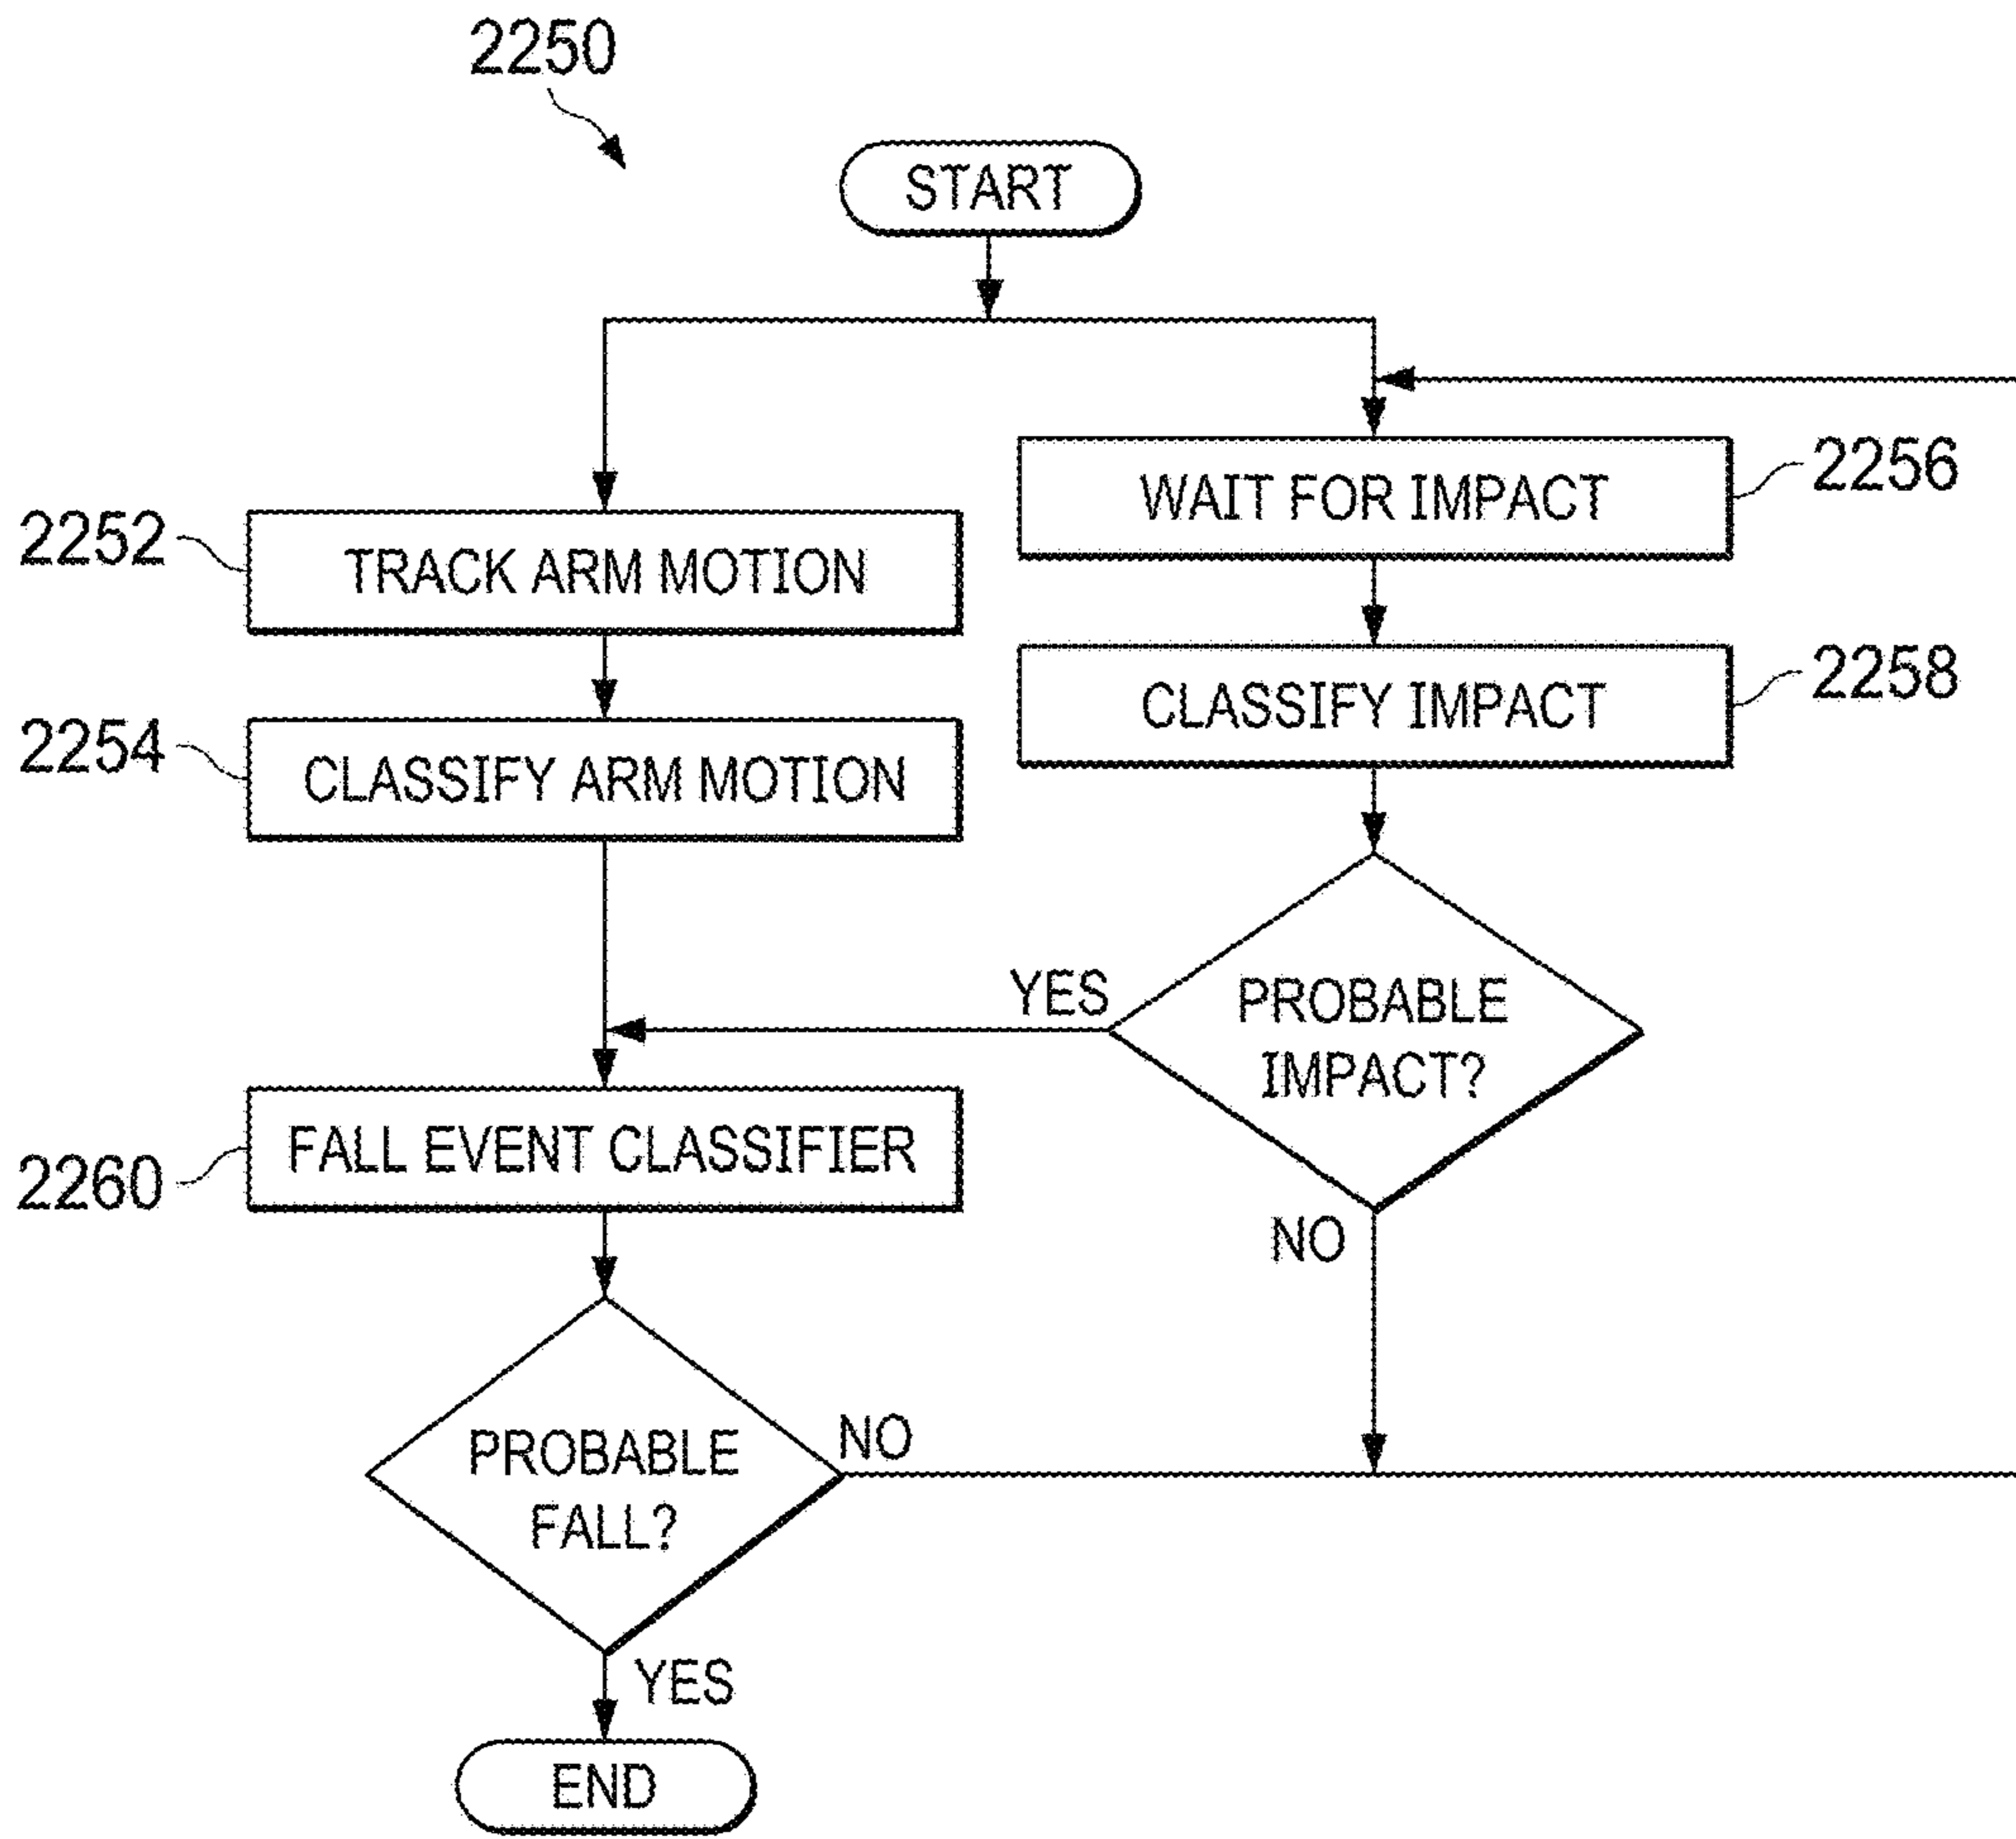 2250
START
WAIT FOR IMPACT
2256
2252
TRACK ARM MOTION
CLASSIFY IMPACT
2258
2254
CLASSIFY ARM MOTION
YES
PROBABLE
IMPACT?
NO
FALL EVENT CLASSIFIER
2260
PROBABLE
FALL?
NO
YES
END